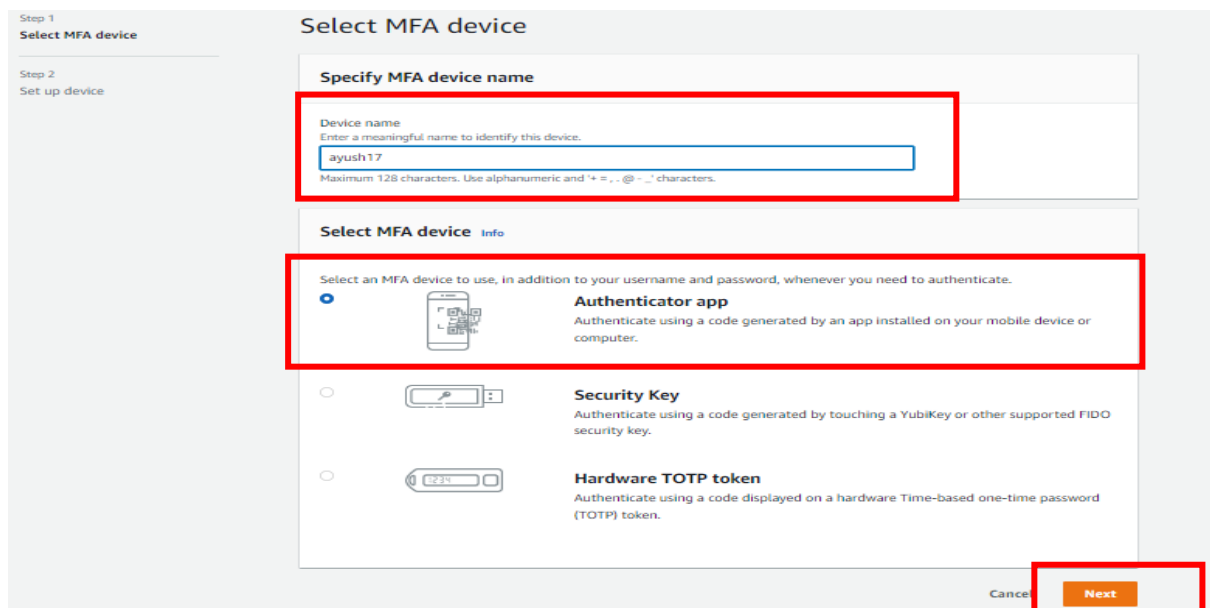 Step 1
Select MFA device
Step 2
Set up device
Select MFA device
Specify MFA device name
Device name
Enter a meaningful name to identify this device.
ayush17
Maximum 128 characters. Use alphanumeric and '+ = , . @ - _' characters.
Select MFA device Info
Select an MFA device to use, in addition to your username and password, whenever you need to authenticate.
Authenticator app
Authenticate using a code generated by an app installed on your mobile device or
computer.
Security Key
Authenticate using a code generated by touching a YubiKey or other supported FIDO
security key.
Hardware TOTP token
Authenticate using a code displayed on a hardware Time-based one-time password
(TOTP) token.
Cancel Next